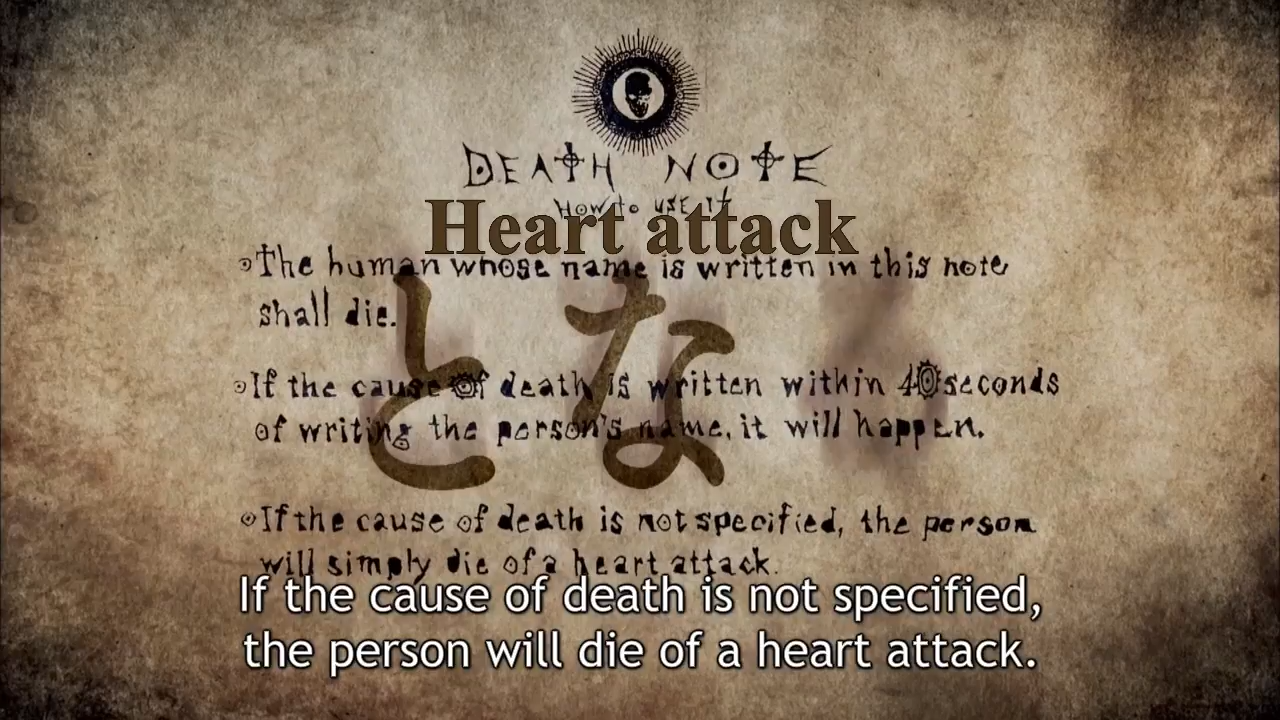 DEATH NOTE
How to use it
Heart attack
The human whose name is written in this note
shall die.
と な
If the cause of death is written within 40 seconds
of writing the person's name, it will happen.
If the cause of death is not specified, the person
will simply die of a heart attack.
If the cause of death is not specified,
the person will die of a heart attack.